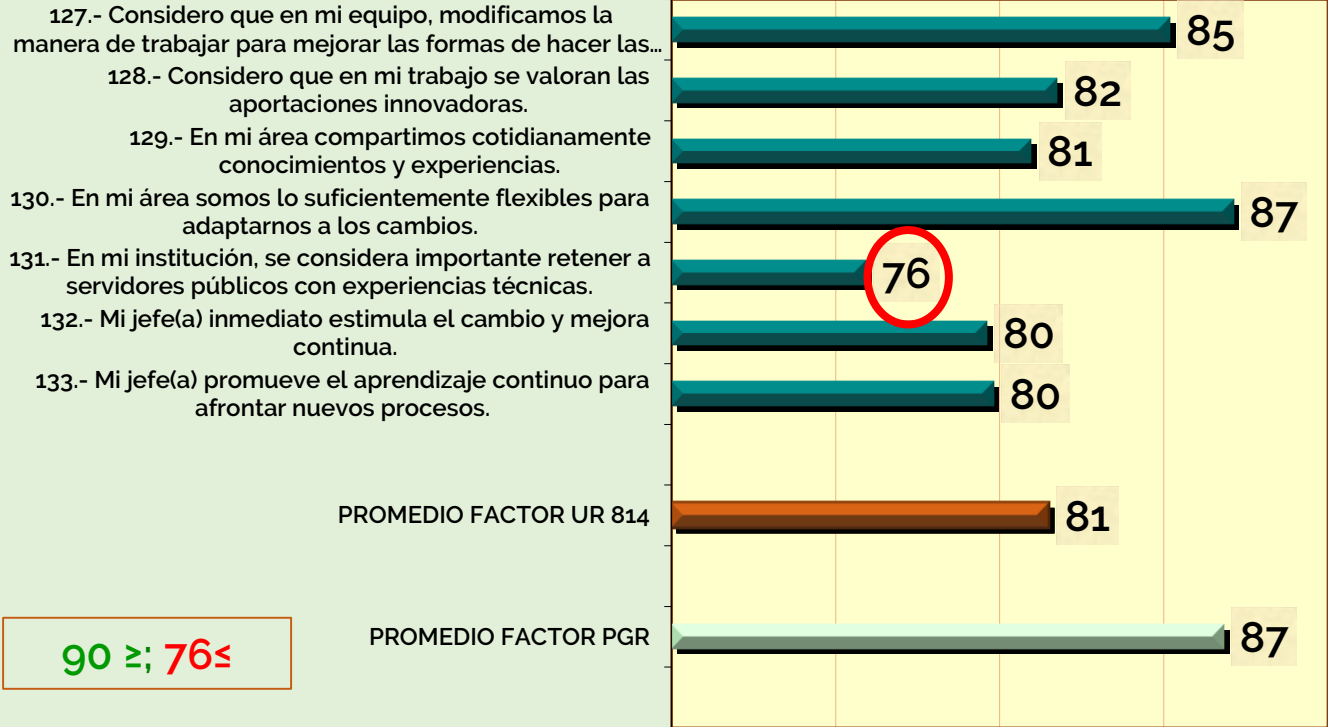 127.- Considero que en mi equipo, modificamos la
manera de trabajar para mejorar las formas de hacer las…
85
128.- Considero que en mi trabajo se valoran las
aportaciones innovadoras.
82
129.- En mi área compartimos cotidianamente
conocimientos y experiencias.
81
130.- En mi área somos lo suficientemente flexibles para
adaptarnos a los cambios.
87
131.- En mi institución, se considera importante retener a
servidores públicos con experiencias técnicas.
76
132.- Mi jefe(a) inmediato estimula el cambio y mejora
continua.
80
133.- Mi jefe(a) promueve el aprendizaje continuo para
afrontar nuevos procesos.
80
PROMEDIO FACTOR UR 814
81
PROMEDIO FACTOR PGR
87
90 ≥; 76≤